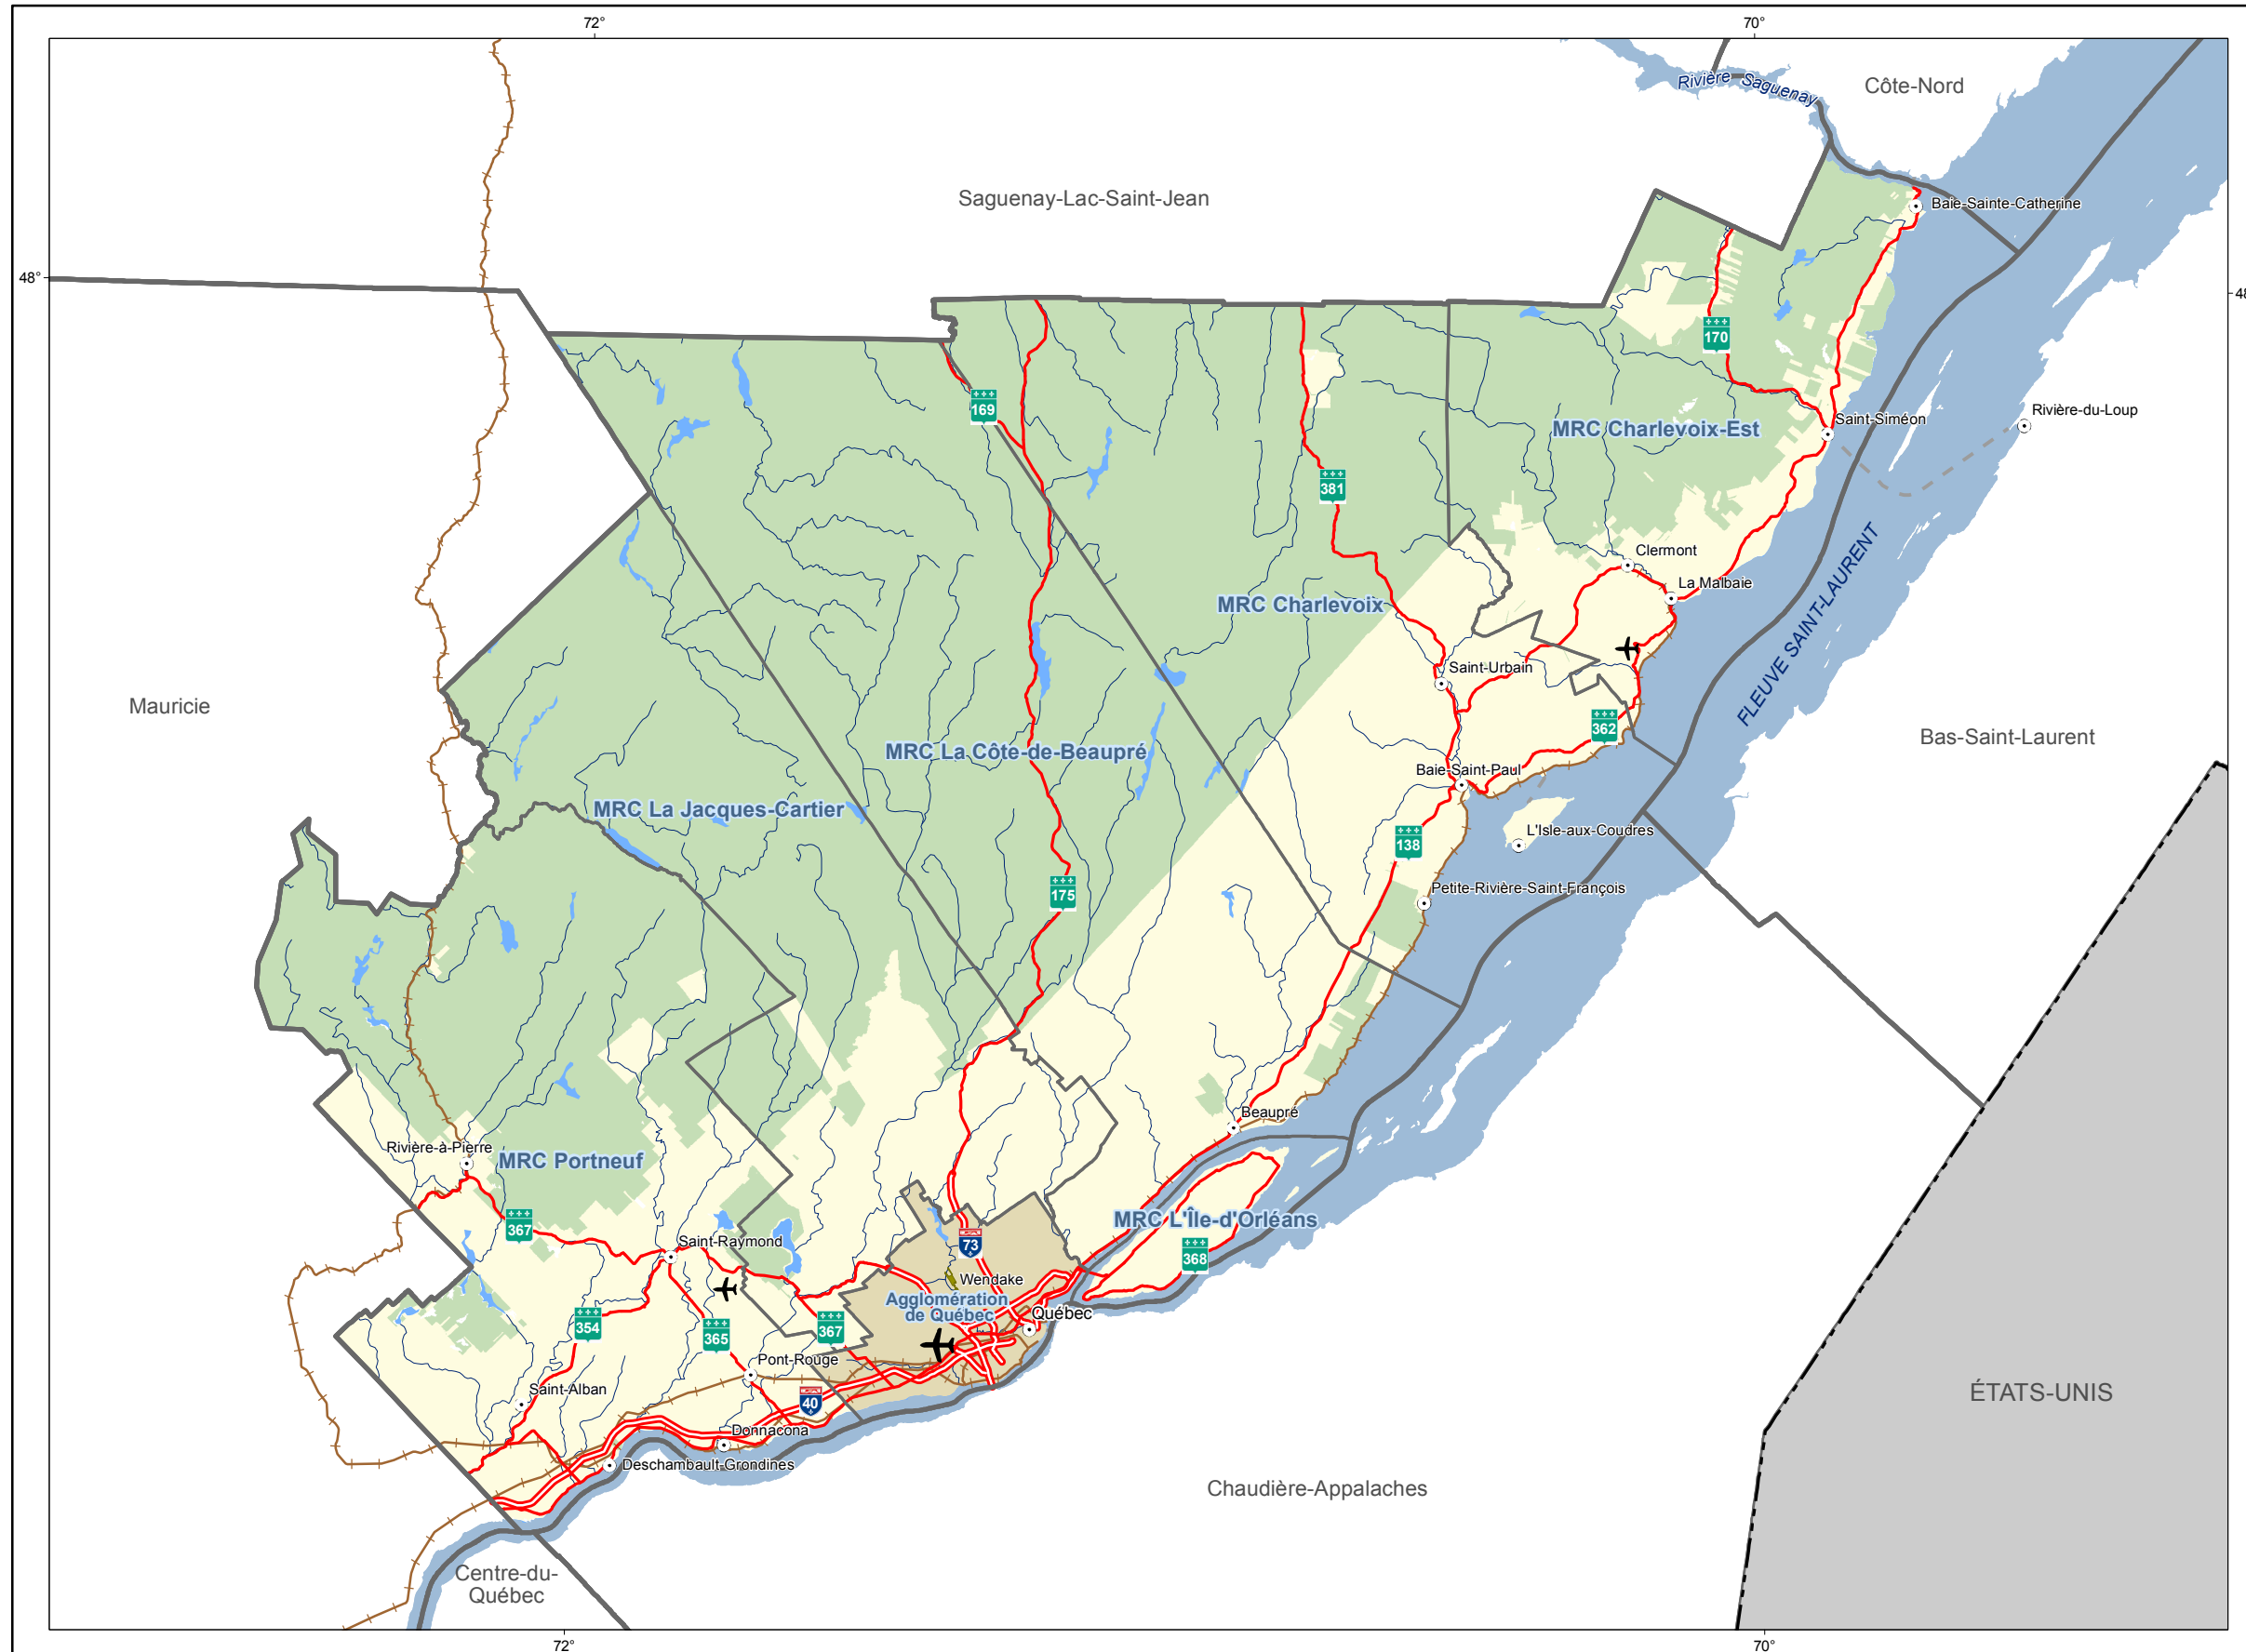 72°
70°
Rivière Saguenay
Côte-Nord
Saguenay-Lac-Saint-Jean
Baie-Sainte-Catherine
48°
48
170
169
Saint-Siméon
Rivière-du-Loup
MRC Charlevoix-Est
381
Clermont
La Malbaie
MRC Charlevoix
FLEUVE SAINT-LAURENT
Saint-Urbain
Mauricie
362
Bas-Saint-Laurent
MRC La Côte-de-Beaupré
Baie-Saint-Paul
MRC La Jacques-Cartier
L'Isle-aux-Coudres
138
175
Petite-Rivière-Saint-François
Beaupré
Rivière-à-Pierre
MRC Portneuf
MRC L'Île-d'Orléans
367
Saint-Raymond
73
368
Wendake
Agglomération
de Québec
Québec
354
365
367
Pont-Rouge
Saint-Alban
40
ÉTATS-UNIS
Donnacona
Deschambault-Grondines
Chaudière-Appalaches
Centre-du-
Québec
72°
70°